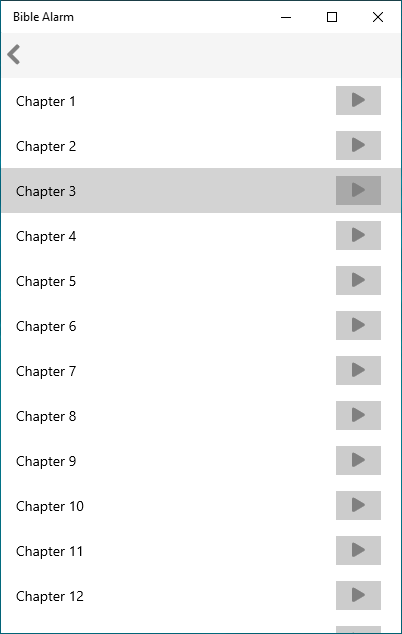 Bible Alarm
Chapter 1
Chapter 2
Chapter 3
Chapter 4
Chapter 5
Chapter 6
Chapter 7
Chapter 8
Chapter 9
Chapter 10
Chapter 11
Chapter 12